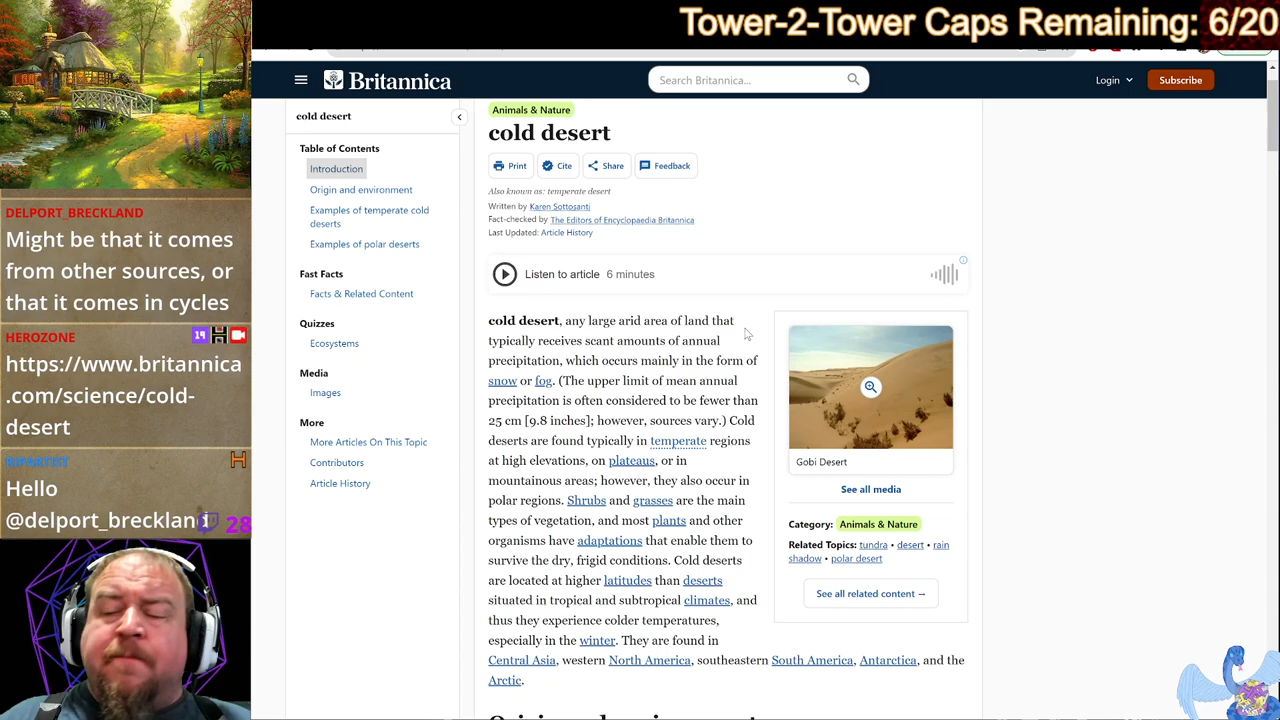 Tower-2-Tower Caps Remaining: 6/20
Britannica
Search Britannica...
Login
Subscribe
cold desert
Table of Contents
Introduction
Origin and environment
Examples of temperate cold
deserts
Examples of polar deserts
Fast Facts
Facts & Related Content
Quizzes
Ecosystems
Media
Images
More
More Articles On This Topic
Contributors
Article History
Animals & Nature
cold desert
Print
Cite
Share
Feedback
Also known as: temperate desert
Written by Karen Sottosanti
Fact-checked by The Editors of Encyclopaedia Britannica
Last Updated: Article History
Listen to article 6 minutes
cold desert, any large arid area of land that
typically receives scant amounts of annual
precipitation, which occurs mainly in the form of
snow or fog. (The upper limit of mean annual
precipitation is often considered to be fewer than
25 cm [9.8 inches]; however, sources vary.) Cold
deserts are found typically in temperate regions
at high elevations, on plateaus, or in
mountainous areas; however, they also occur in
polar regions. Shrubs and grasses are the main
types of vegetation, and most plants and other
organisms have adaptations that enable them to
survive the dry, frigid conditions. Cold deserts
are located at higher latitudes than deserts
situated in tropical and subtropical climates, and
thus they experience colder temperatures,
especially in the winter. They are found in
Central Asia, western North America, southeastern South America, Antarctica, and the
Arctic.
Gobi Desert
See all media
Category: Animals & Nature
Related Topics: tundra • desert • rain
shadow • polar desert
See all related content →
DELPORT_BRECKLAND
Might be that it comes
from other sources, or
that it comes in cycles
HEROZONE
19
https://www.britannica
.com/science/cold-
desert
Hello
@delport_breckland
28